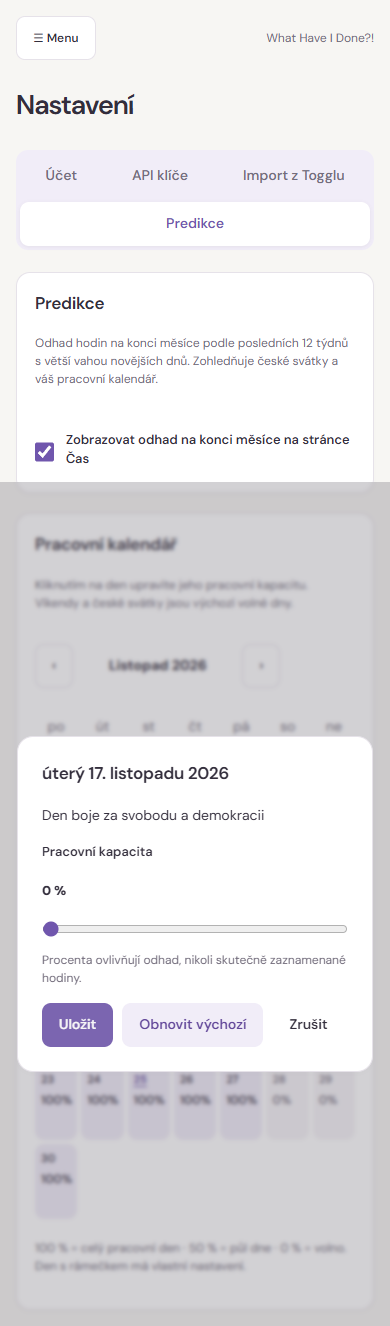 ☰ Menu
What Have I Done?!
Nastavení
Účet
API klíče
Import z Togglu
Predikce
Predikce
Odhad hodin na konci měsíce podle posledních 12 týdnů
s větší vahou novějších dnů. Zohledňuje české svátky a
váš pracovní kalendář.
Zobrazovat odhad na konci měsíce na stránce
Čas
Pracovní kalendář
Kliknutím na den upravíte jeho pracovní kapacitu.
Víkendy a české svátky jsou výchozí volné dny.
Listopad 2026
po út st čt pá so ne
úterý 17. listopadu 2026
Den boje za svobodu a demokracii
Pracovní kapacita
0 %
Procenta ovlivňují odhad, nikoli skutečně zaznamenané
hodiny.
Uložit
Obnovit výchozí
Zrušit
23 24 25 26 27 28 29
100% 100% 100% 100% 100% 0% 0%
30
100%
100 % = celý pracovní den · 50 % = půl dne · 0 % = volno.
Den s rámečkem má vlastní nastavení.